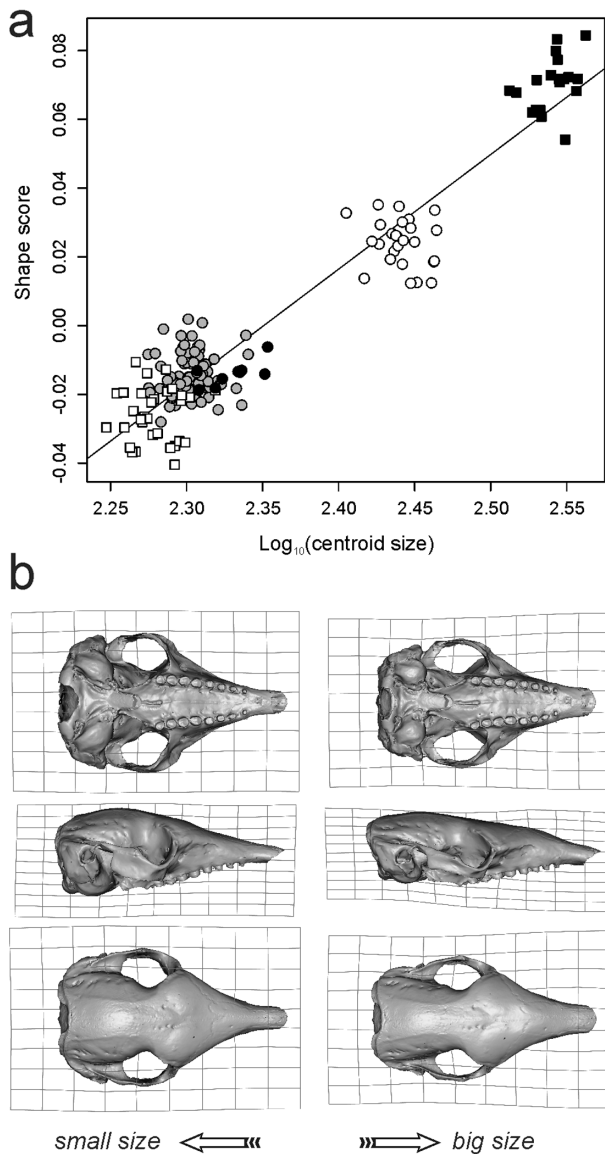 a
0.08
0.06
0.04
0.02
0.00
-0.02
-0.04
Shape score
2.25 2.30 2.35 2.40 2.45 2.50 2.55
Log₁₀(centroid size)
b
small size
big size